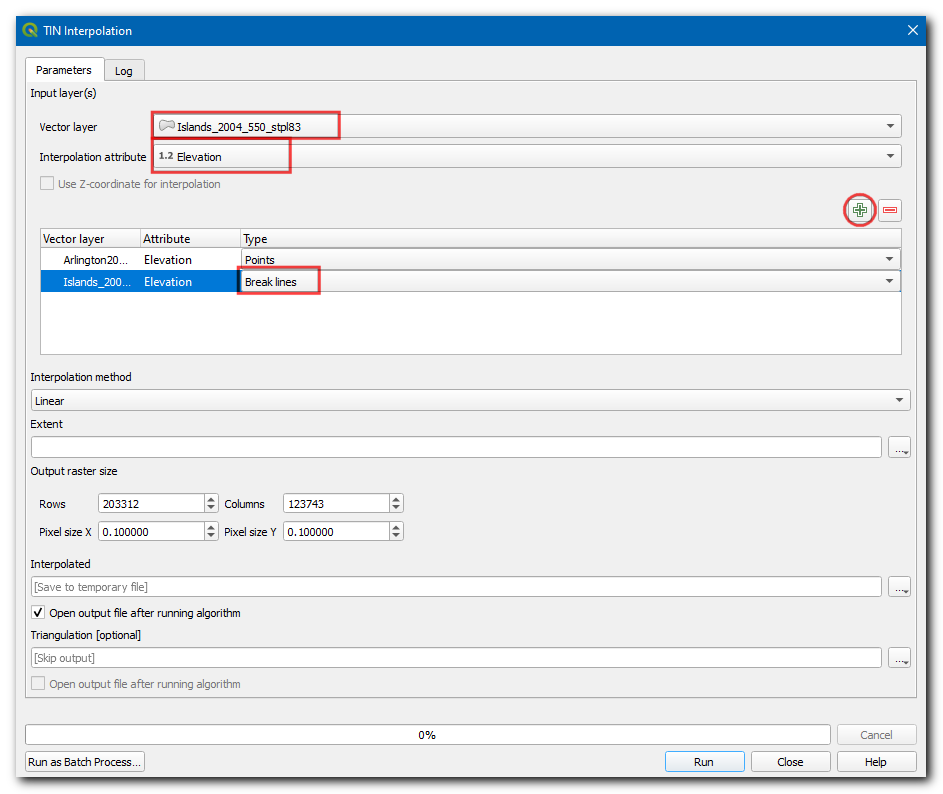 TIN Interpolation
Parameters Log
Input layer(s)
Vector layer Islands_2004_550_stpl83
Interpolation attribute 1.2 Elevation
Use Z-coordinate for interpolation
Vector layer Attribute Type
Arlington20... Elevation Points
Islands_200... Elevation Break lines
Interpolation method
Linear
Extent
...
Output raster size
Rows 203312 Columns 123743
Pixel size X 0.100000 Pixel size Y 0.100000
Interpolated
[Save to temporary file] ...
Open output file after running algorithm
Triangulation [optional]
[Skip output] ...
Open output file after running algorithm
0% Cancel
Run as Batch Process... Run Close Help